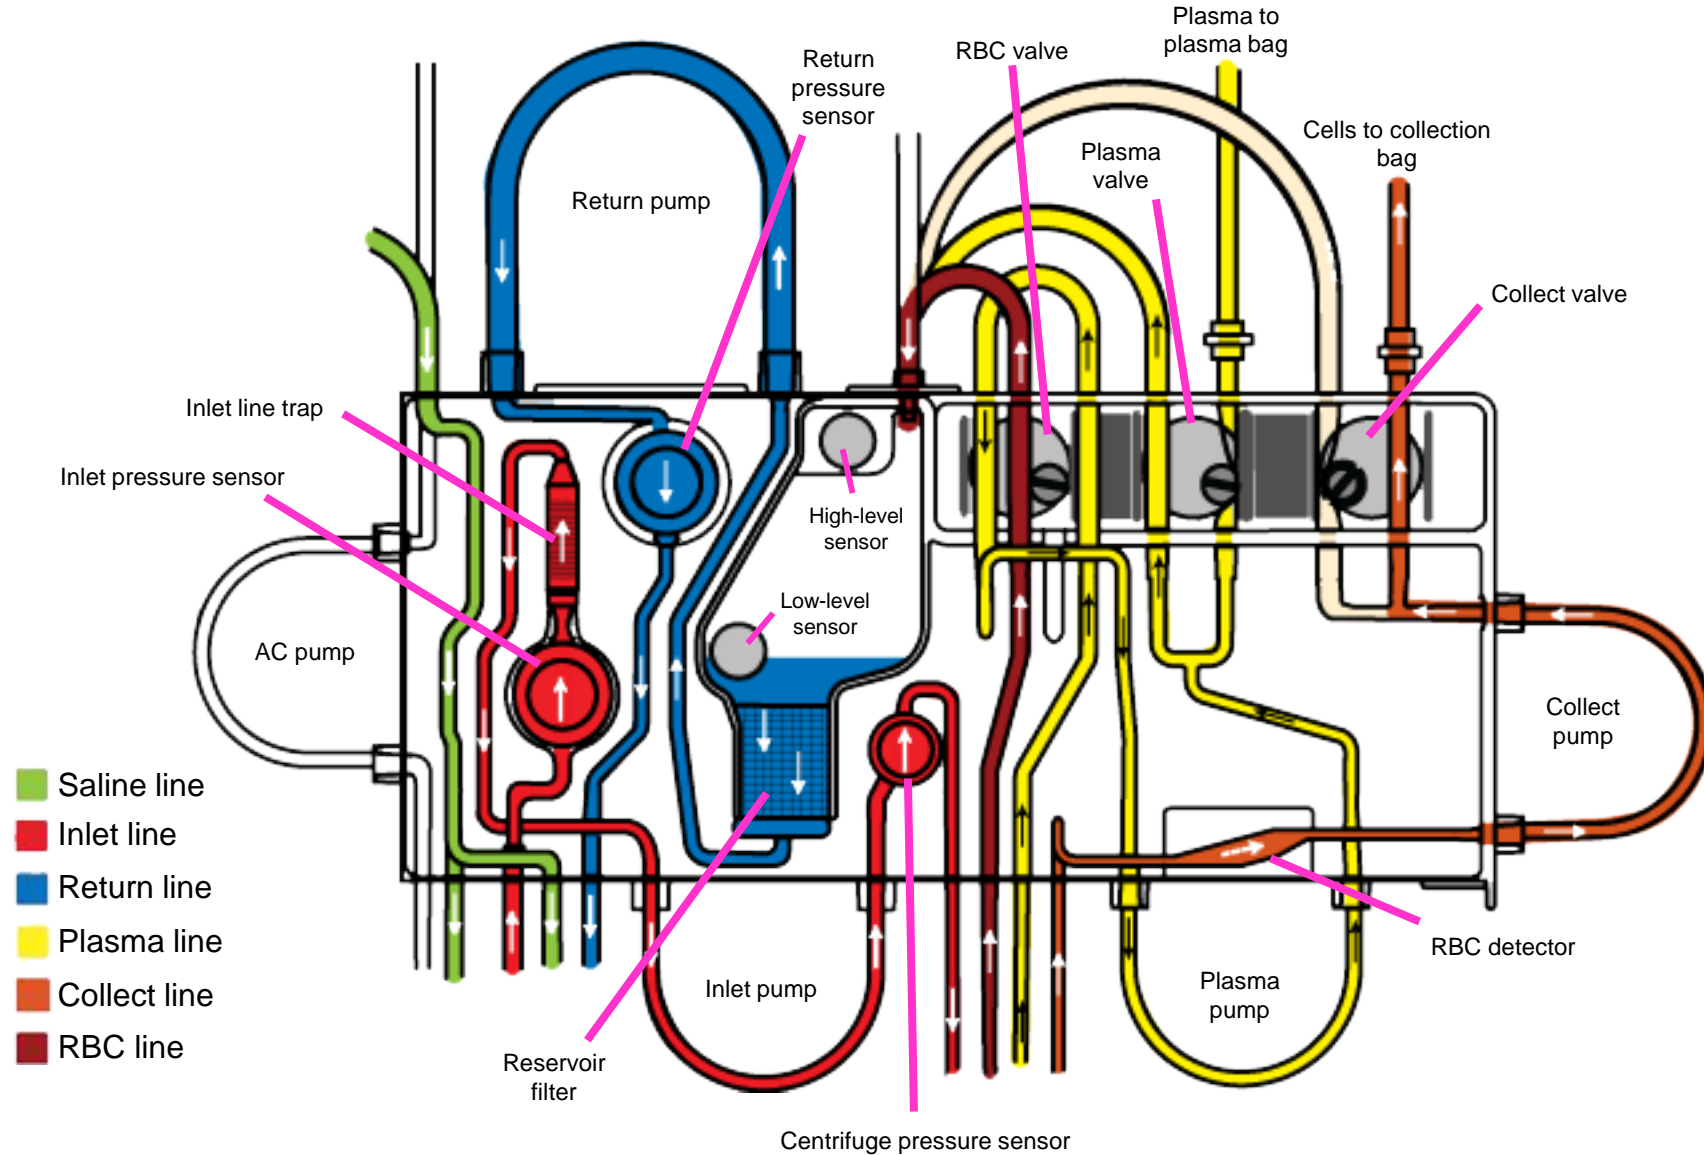 Plasma to
plasma bag
RBC valve
Return
pressure
sensor
Cells to collection
bag
Plasma
valve
Return pump
Collect valve
Inlet line trap
Inlet pressure sensor
High-level
sensor
Low-level
sensor
AC pump
Collect
pump
Saline line
Inlet line
Return line
Plasma line
Collect line
RBC line
RBC detector
Inlet pump
Plasma
pump
Reservoir
filter
Centrifuge pressure sensor